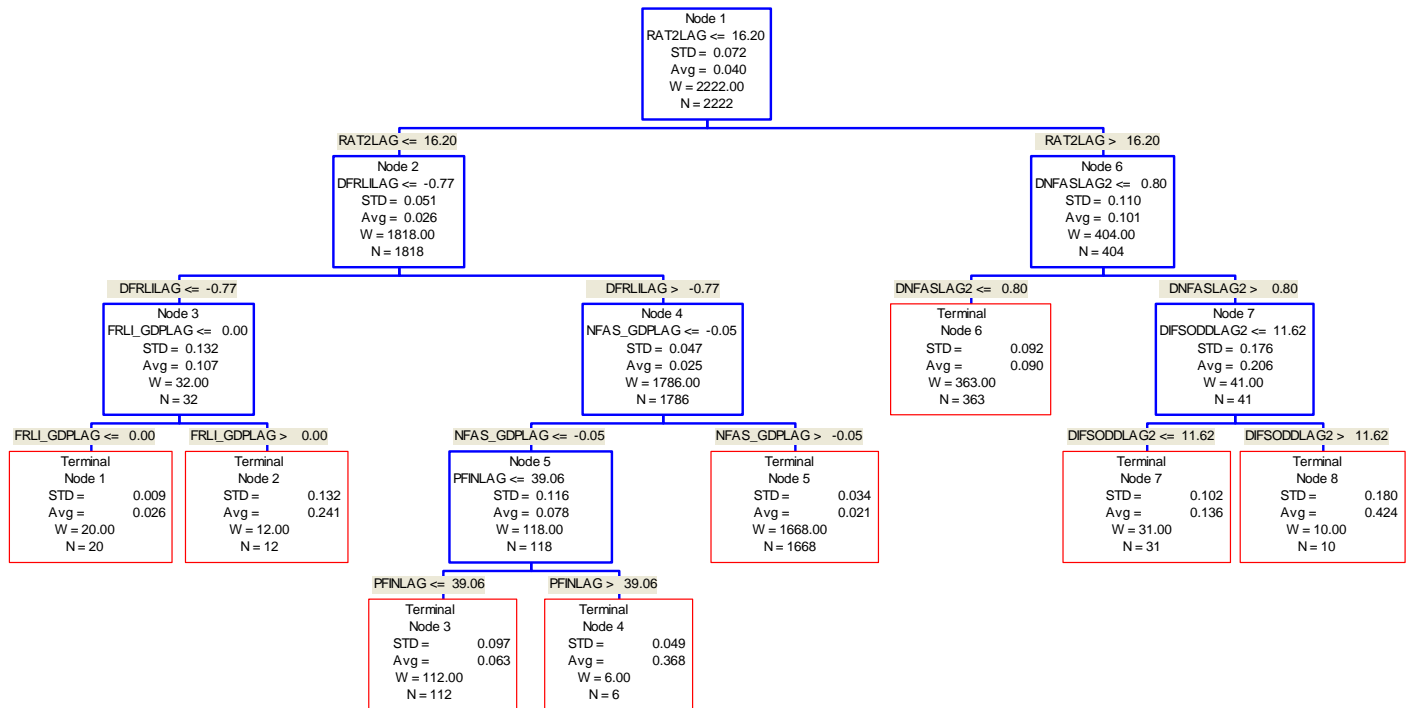 Node 1
RAT2LAG <= 16.20
STD = 0.072
Avg = 0.040
W = 2222.00
N = 2222
RAT2LAG <= 16.20
RAT2LAG > 16.20
Node 2
DFRLILAG <= -0.77
STD = 0.051
Avg = 0.026
W = 1818.00
N = 1818
Node 6
DNFASLAG2 <= 0.80
STD = 0.110
Avg = 0.101
W = 404.00
N = 404
DFRLILAG <= -0.77
DFRLILAG > -0.77
DNFASLAG2 <= 0.80
DNFASLAG2 > 0.80
Node 3
FRLI_GDPLAG <= 0.00
STD = 0.132
Avg = 0.107
W = 32.00
N = 32
Node 4
NFAS_GDPLAG <= -0.05
STD = 0.047
Avg = 0.025
W = 1786.00
N = 1786
Terminal
Node 6
STD = 0.092
Avg = 0.090
W = 363.00
N = 363
Node 7
DIFSODDLAG2 <= 11.62
STD = 0.176
Avg = 0.206
W = 41.00
N = 41
FRLI_GDPLAG <= 0.00
FRLI_GDPLAG > 0.00
NFAS_GDPLAG <= -0.05
NFAS_GDPLAG > -0.05
DIFSODDLAG2 <= 11.62
DIFSODDLAG2 > 11.62
Terminal
Node 1
STD = 0.009
Avg = 0.026
W = 20.00
N = 20
Terminal
Node 2
STD = 0.132
Avg = 0.241
W = 12.00
N = 12
Node 5
PFINLAG <= 39.06
STD = 0.116
Avg = 0.078
W = 118.00
N = 118
Terminal
Node 5
STD = 0.034
Avg = 0.021
W = 1668.00
N = 1668
Terminal
Node 7
STD = 0.102
Avg = 0.136
W = 31.00
N = 31
Terminal
Node 8
STD = 0.180
Avg = 0.424
W = 10.00
N = 10
PFINLAG <= 39.06
PFINLAG > 39.06
Terminal
Node 3
STD = 0.097
Avg = 0.063
W = 112.00
N = 112
Terminal
Node 4
STD = 0.049
Avg = 0.368
W = 6.00
N = 6